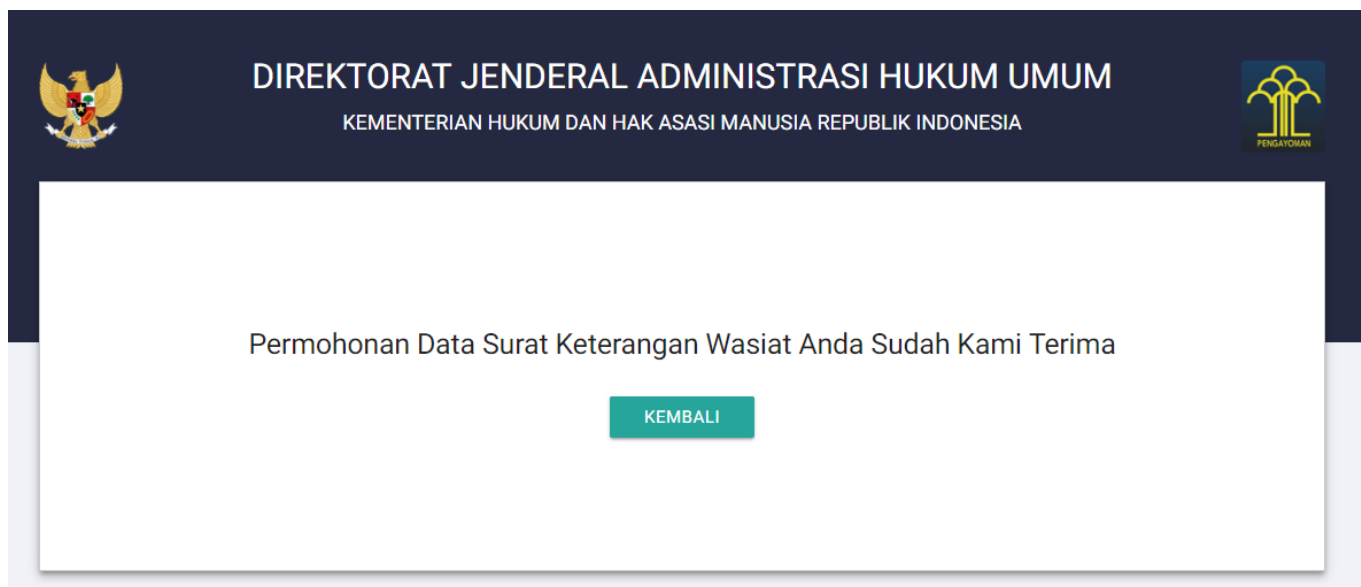 DIREKTORAT JENDERAL ADMINISTRASI HUKUM UMUM
KEMENTERIAN HUKUM DAN HAK ASASI MANUSIA REPUBLIK INDONESIA
PENGAYOMAN
Permohonan Data Surat Keterangan Wasiat Anda Sudah Kami Terima
KEMBALI